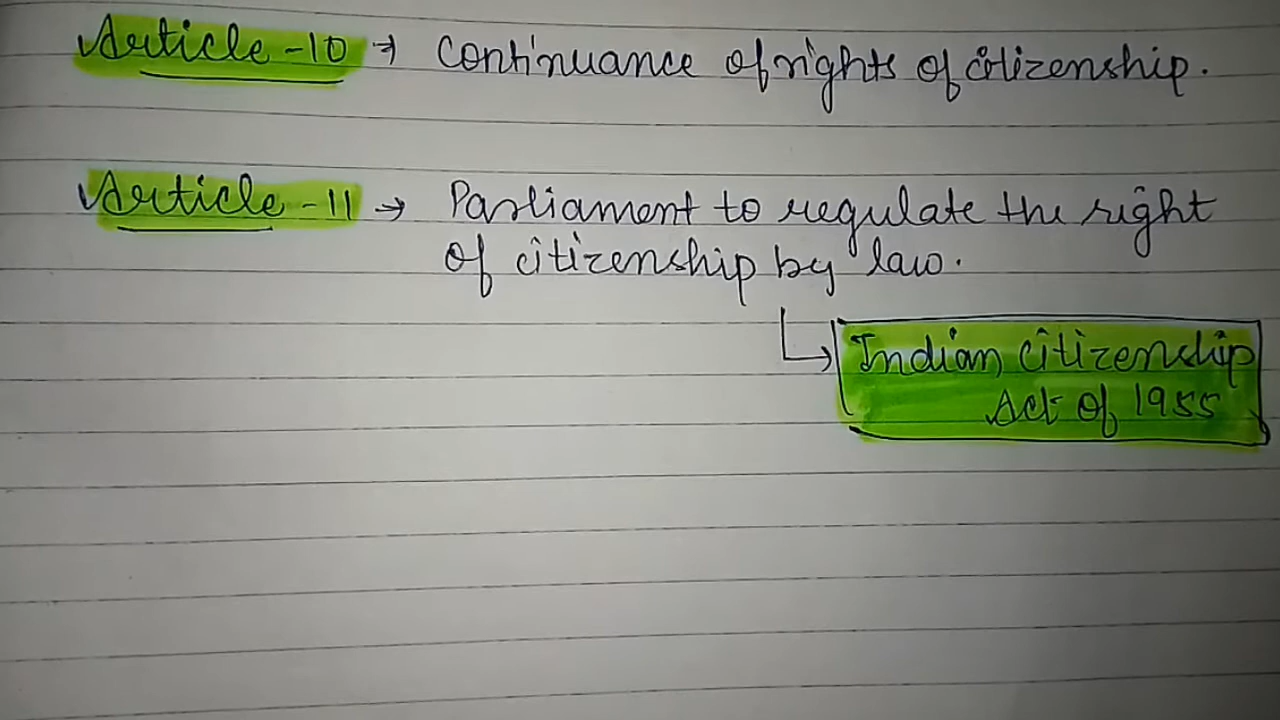 Article - 10 → Continuance of rights of citizenship.
Article - 11 → Parliament to regulate the right
of citizenship by law.
Indian citizenship
Act of 1955